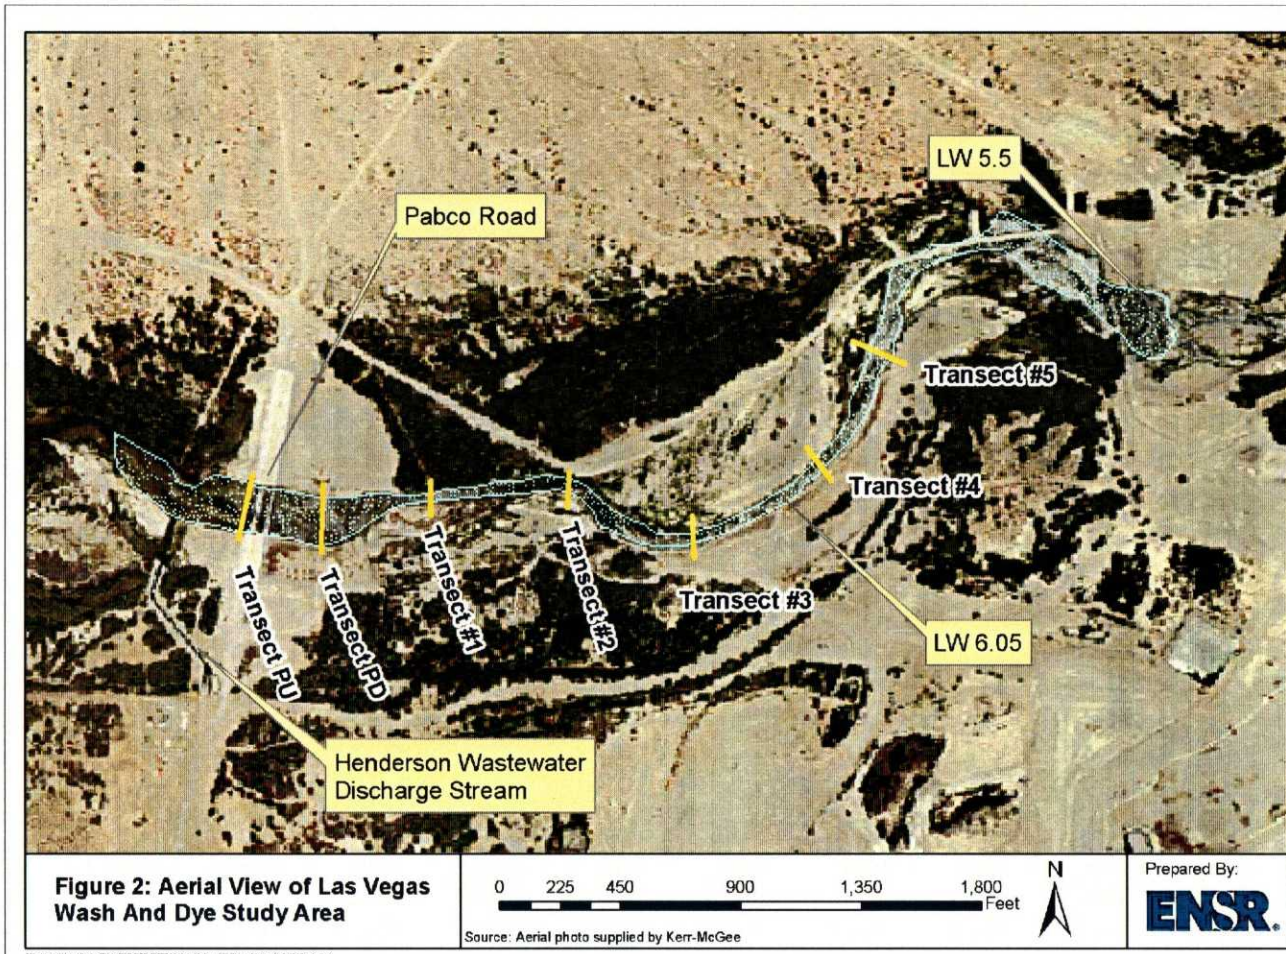 LW 5.5
Pabco Road
Transect #5
Transect #4
Transect PU
Transect PD
Transect #1
Transect #2
Transect #3
LW 6.05
Henderson Wastewater
Discharge Stream
Figure 2: Aerial View of Las Vegas
Wash And Dye Study Area
0 225 450 900 1,350 1,800
Feet
Source: Aerial photo supplied by Kerr-McGee
N
Prepared By:
ENSR.